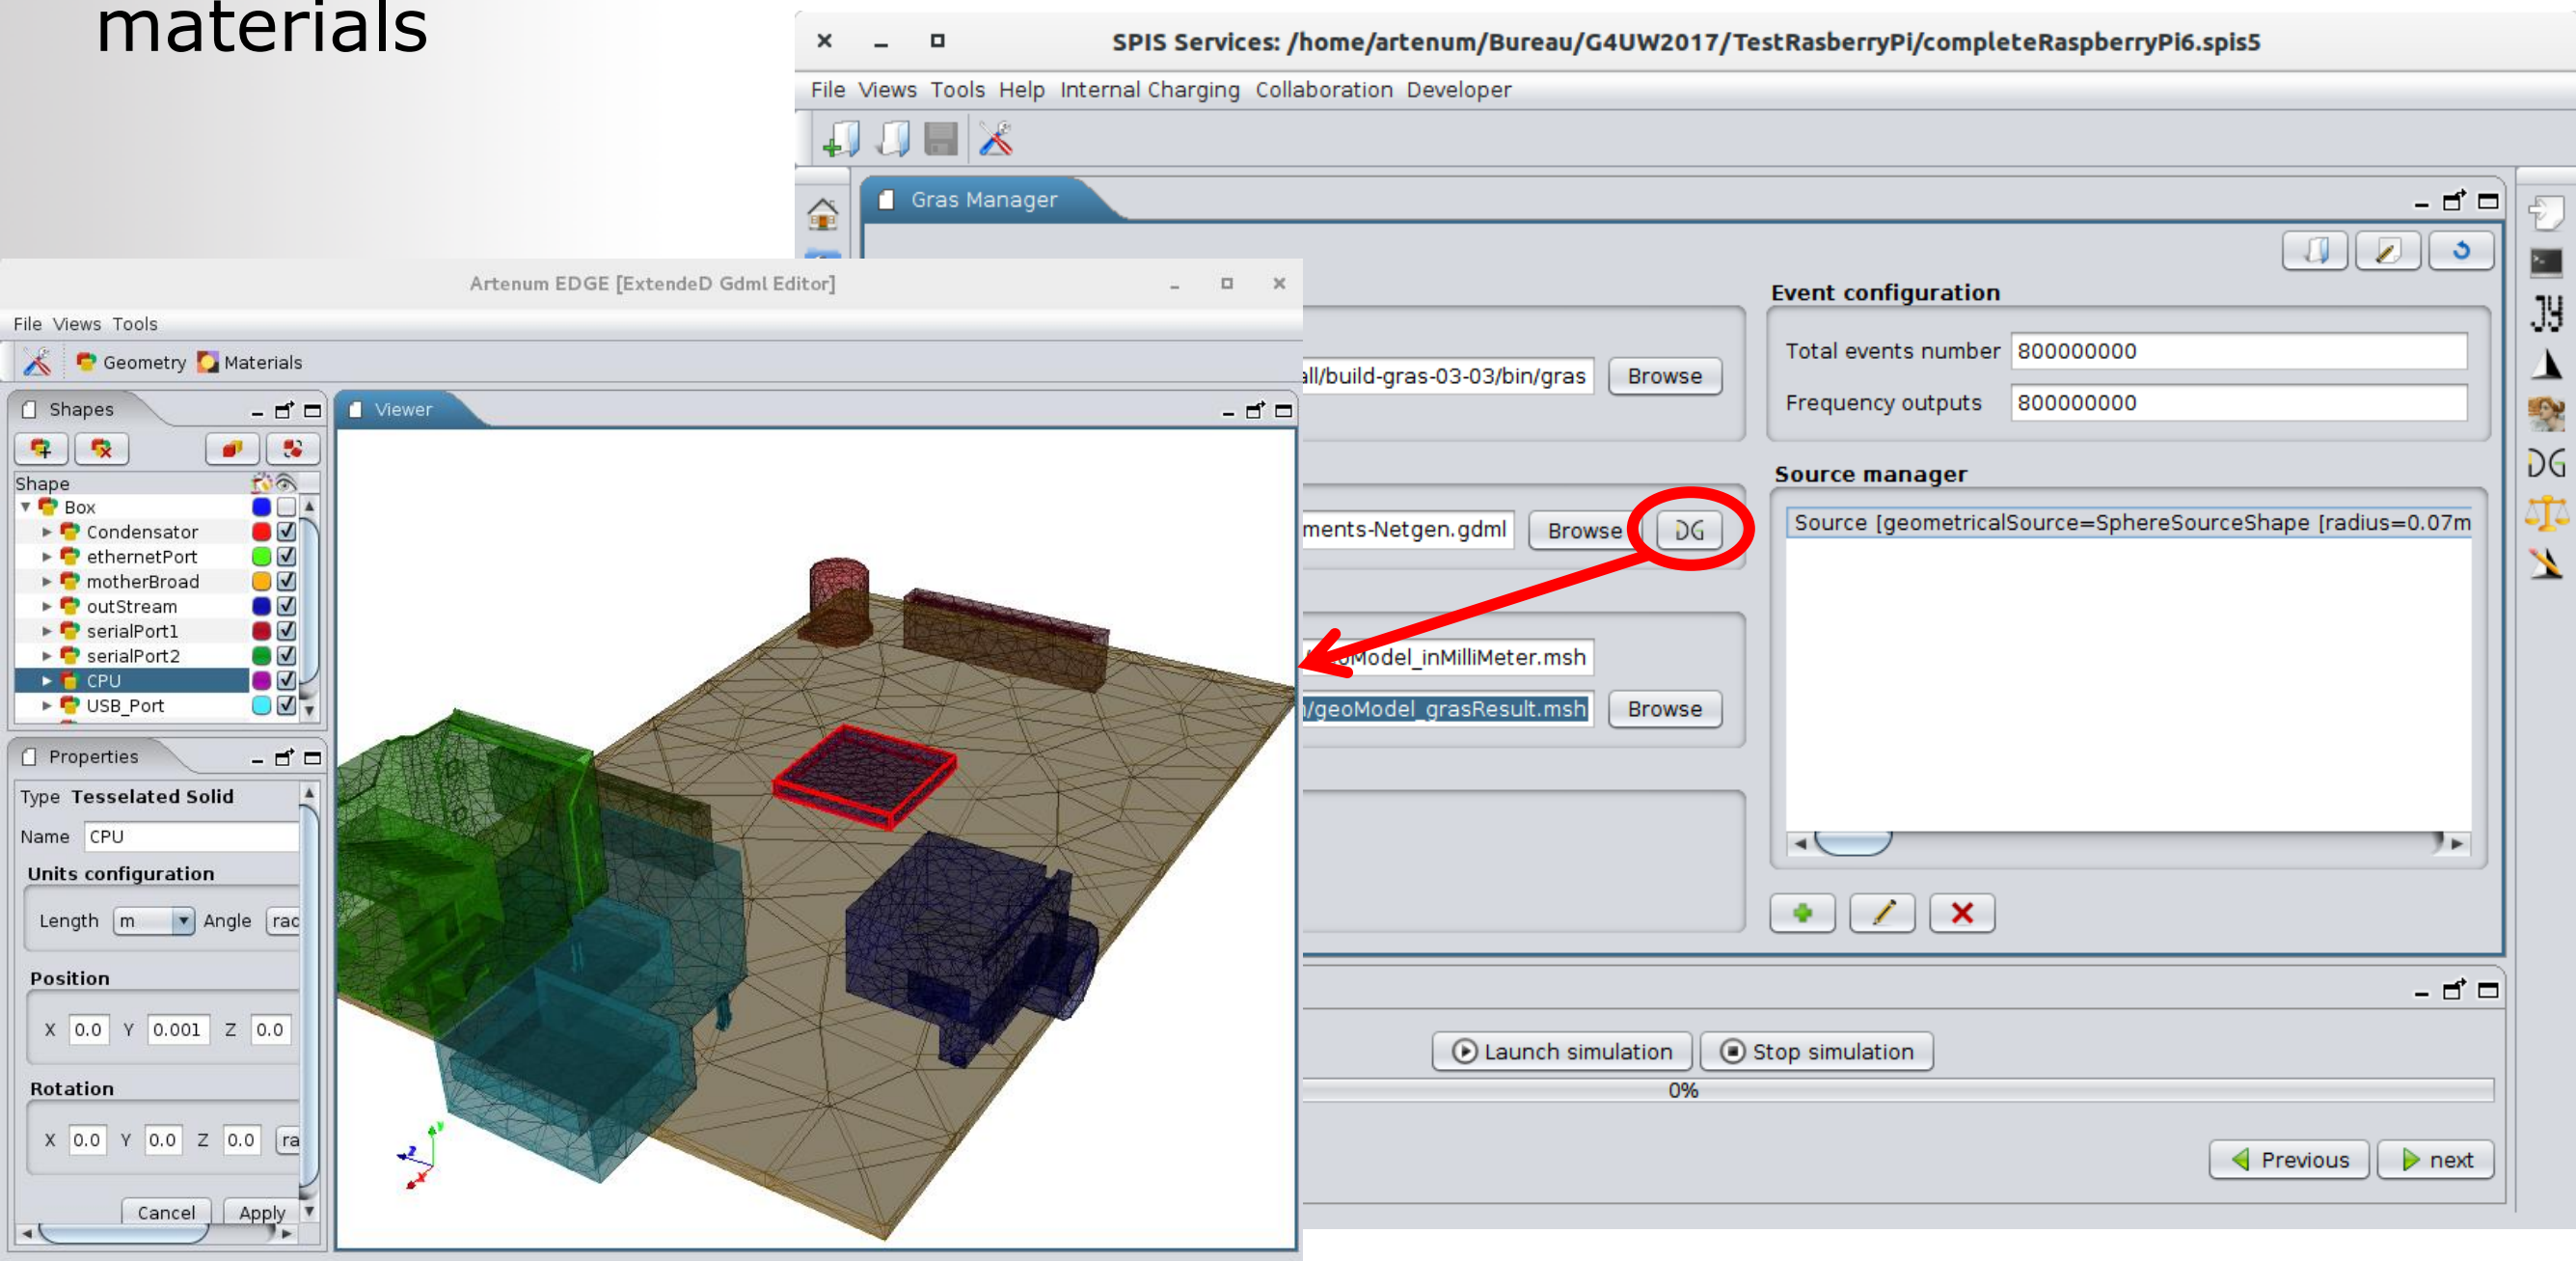 materials
SPIS Services: /home/artenum/Bureau/G4UW2017/TestRasberryPi/completeRaspberryPi6.spis5
File Views Tools Help Internal Charging Collaboration Developer
Gras Manager
Artenum EDGE [ExtendeD Gdml Editor]
File Views Tools
Geometry Materials
Shapes
Shape
Box
Condensator
ethernetPort
motherBroad
outStream
serialPort1
serialPort2
CPU
USB_Port
Properties
Type Tesselated Solid
Name CPU
Units configuration
Length m Angle rad
Position
X 0.0 Y 0.001 Z 0.0
Rotation
X 0.0 Y 0.0 Z 0.0 ra
Cancel Apply
Viewer
Z
Y
X
all/build-gras-03-03/bin/gras Browse
ments-Netgen.gdml Browse DG
Model_inMilliMeter.msh
/geoModel_grasResult.msh Browse
Event configuration
Total events number 800000000
Frequency outputs 800000000
Source manager
Source [geometricalSource=SphereSourceShape [radius=0.07m
Launch simulation Stop simulation
0%
Previous next
JY
DG